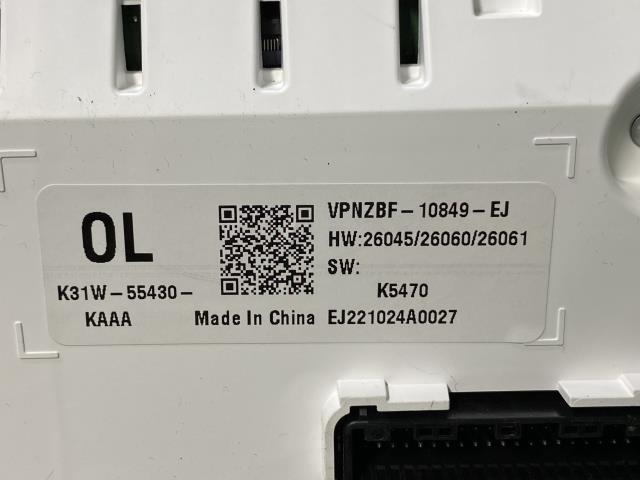 OL
K31W-55430-
KAAA
Made In China
VPNZBF-10849-EJ
HW:26045/26060/26061
SW:
K5470
EJ221024A0027